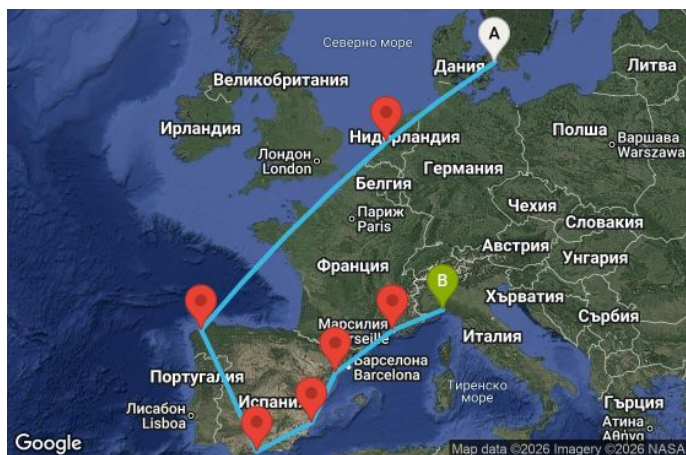 A
Северно море
Дания
Литва
Великобритания
Ирландия
Нидерландия
Полша
Варшава
Warszawa
Лондон
London
Белгия
Германия
Чехия
Париж
Paris
Словакия
Австрия
Унгария
Франция
B
Хърватия
Сърбия
Марсилия
Италия
Португалия
Барселона
Barcelona
Тиренско
море
Лисабон
Lisboa
Гърция
Атина
Αθήνα
Google
Map data ©2026 Imagery ©2026 NASA